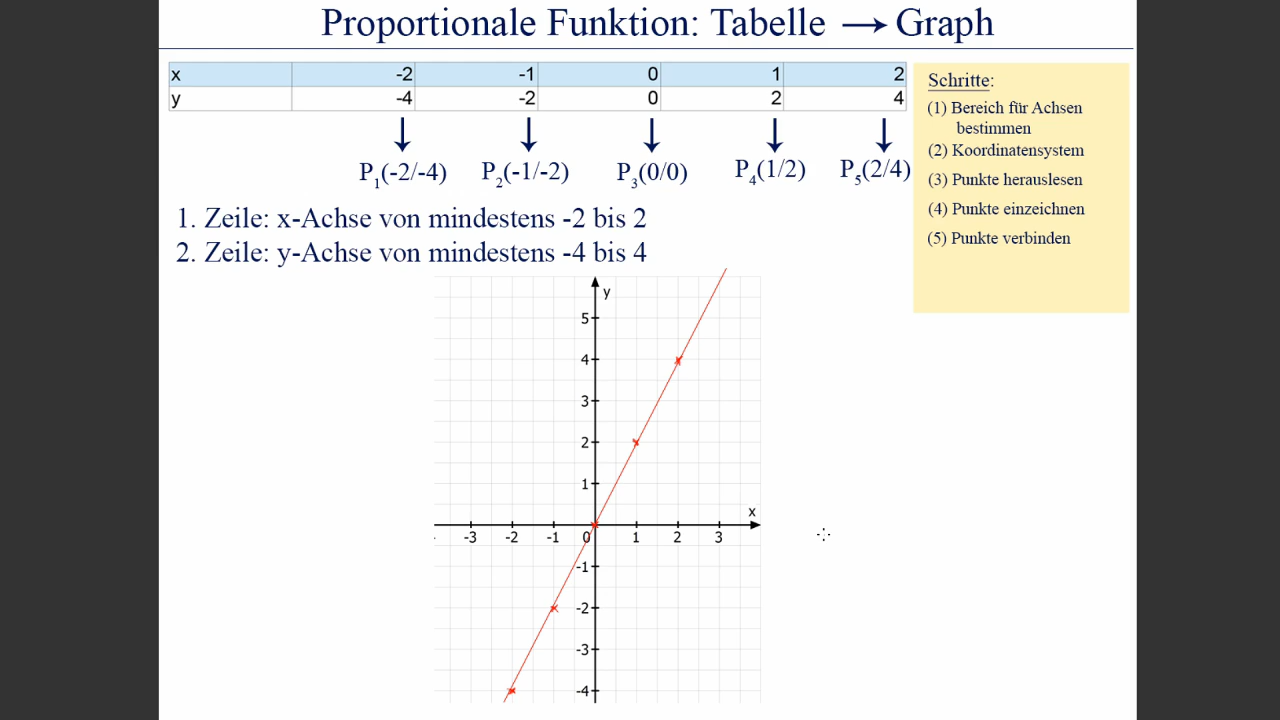 Proportionale Funktion: Tabelle → Graph
x -2 -1 0 1 2
y -4 -2 0 2 4
P1(-2/-4) P2(-1/-2) P3(0/0) P4(1/2) P5(2/4)
1. Zeile: x-Achse von mindestens -2 bis 2
2. Zeile: y-Achse von mindestens -4 bis 4
Schritte:
(1) Bereich für Achsen
bestimmen
(2) Koordinatensystem
(3) Punkte herauslesen
(4) Punkte einzeichnen
(5) Punkte verbinden
y
5
4
3
2
1
x
-3 -2 -1 0 1 2 3
-1
-2
-3
-4